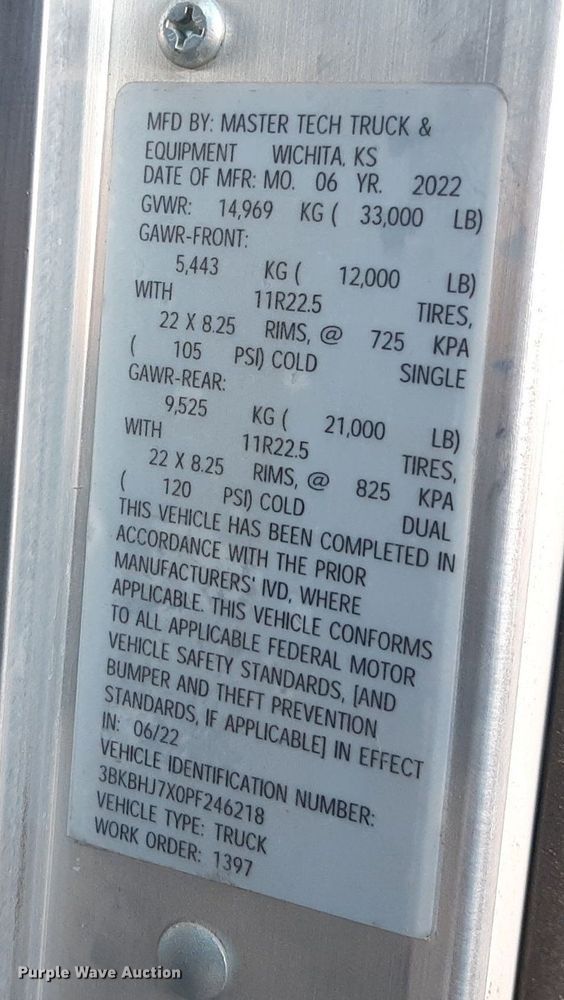 MFD BY: MASTER TECH TRUCK &
EQUIPMENT WICHITA, KS
DATE OF MFR: MO. 06 YR. 2022
GVWR: 14,969 KG ( 33,000 LB)
GAWR-FRONT:
5,443 KG ( 12,000 LB)
WITH 11R22.5 TIRES,
22 X 8.25 RIMS, @ 725 KPA
( 105 PSI) COLD SINGLE
GAWR-REAR:
9,525 KG ( 21,000 LB)
WITH 11R22.5 TIRES,
22 X 8.25 RIMS, @ 825 KPA
( 120 PSI) COLD DUAL
THIS VEHICLE HAS BEEN COMPLETED IN
ACCORDANCE WITH THE PRIOR
MANUFACTURERS' IVD, WHERE
APPLICABLE. THIS VEHICLE CONFORMS
TO ALL APPLICABLE FEDERAL MOTOR
VEHICLE SAFETY STANDARDS, [AND
BUMPER AND THEFT PREVENTION
STANDARDS, IF APPLICABLE] IN EFFECT
IN: 06/22
VEHICLE IDENTIFICATION NUMBER:
3BKBHJ7X0PF246218
VEHICLE TYPE: TRUCK
WORK ORDER: 1397
Purple Wave Auction